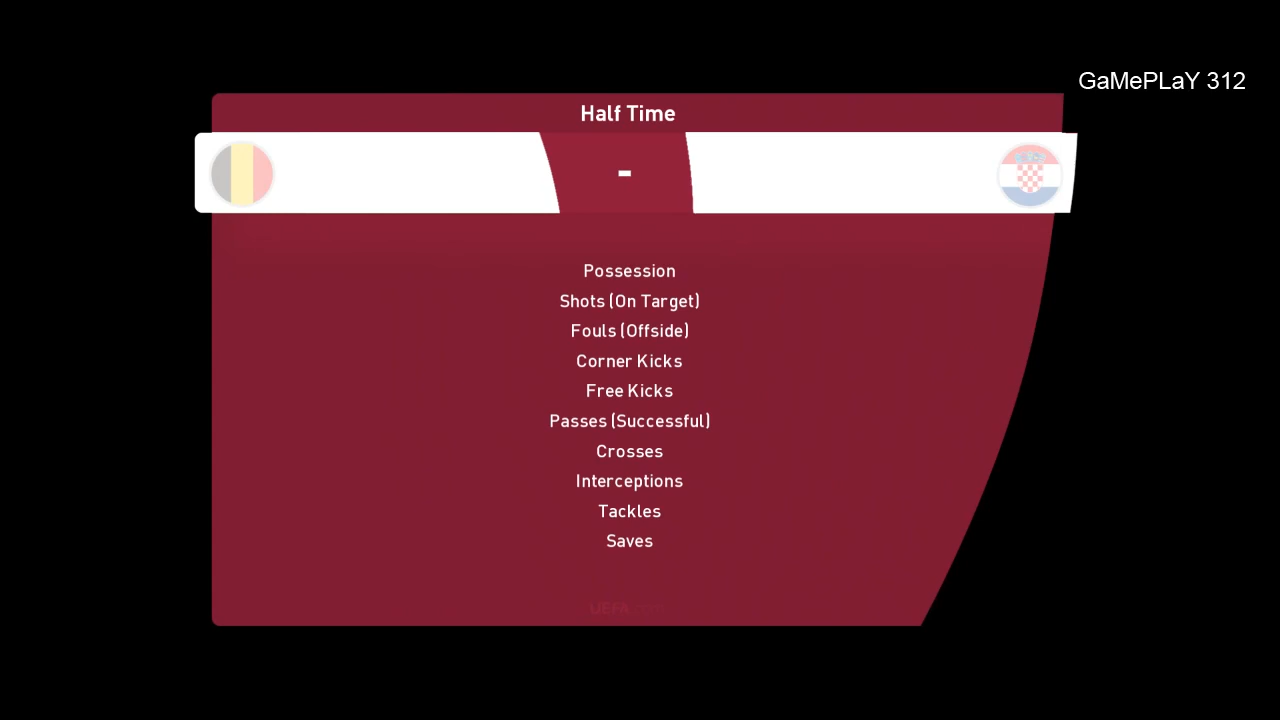 GaMePLaY 312
Half Time
-
Possession
Shots (On Target)
Fouls (Offside)
Corner Kicks
Free Kicks
Passes (Successful)
Crosses
Interceptions
Tackles
Saves
UEFA